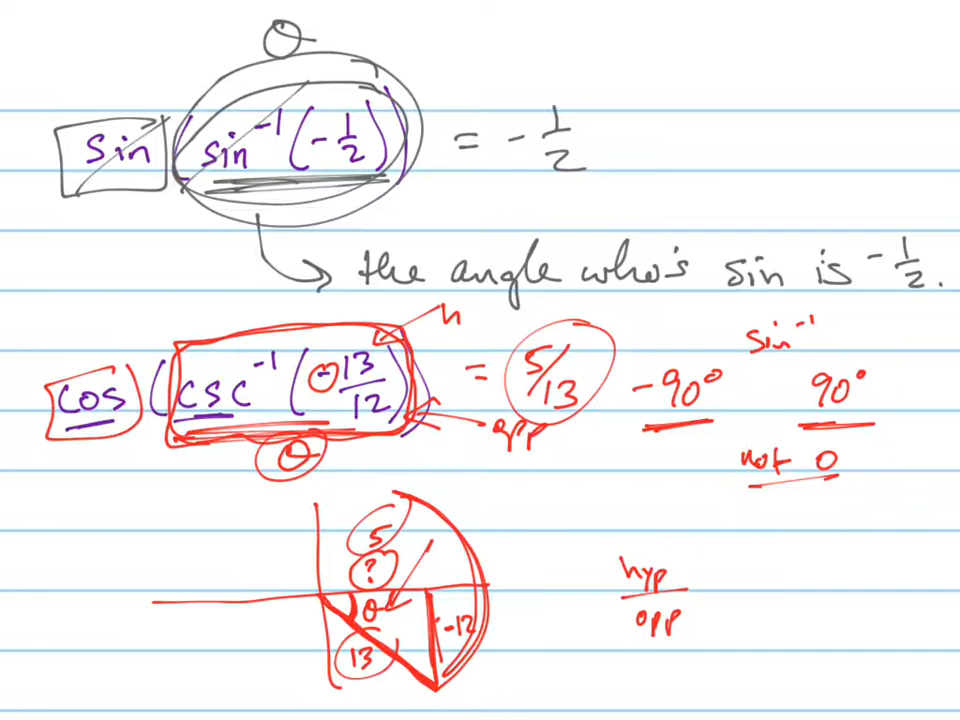 θ
sin (sin⁻¹(-1/2)) = -1/2
the angle who's sin is -1/2.
h
sin⁻¹
cos (csc⁻¹(-13/12)) = 5/13 -90° 90°
opp
θ
not 0
5
?
θ
-12
13
hyp/opp